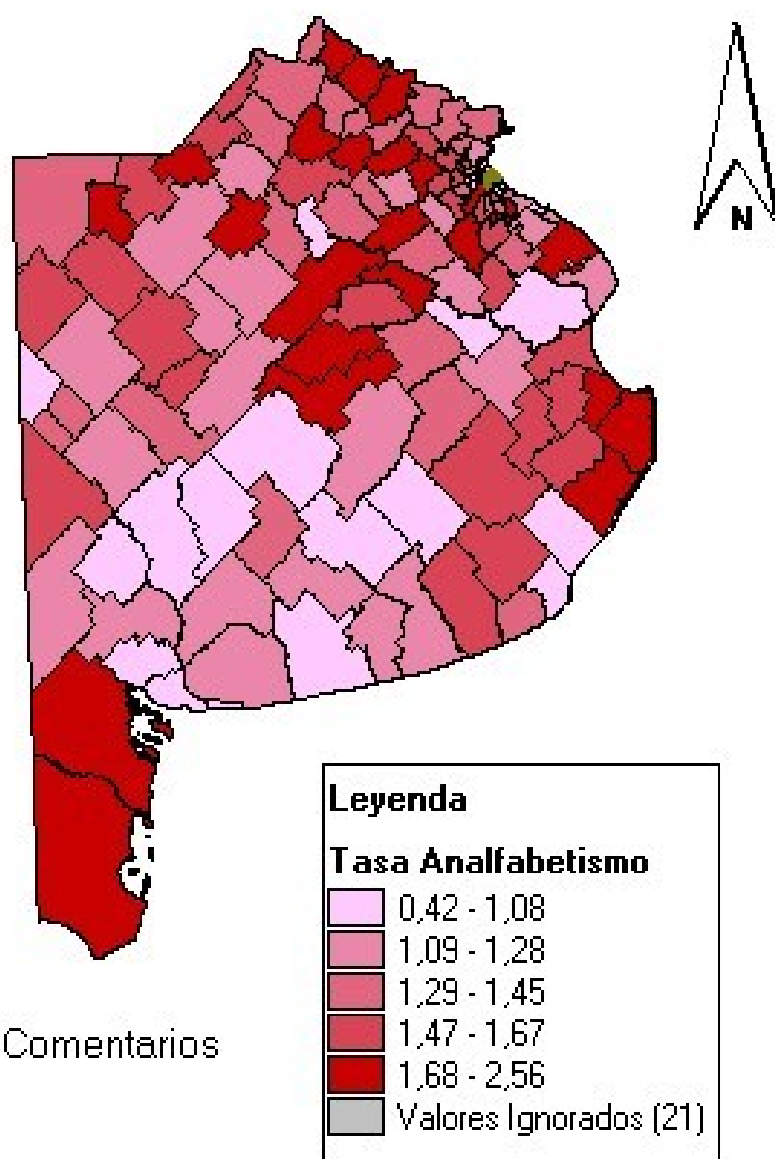 N
Leyenda
Tasa Analfabetismo
0,42 - 1,08
1,09 - 1,28
1,29 - 1,45
1,47 - 1,67
1,68 - 2,56
Valores Ignorados (21)
Comentarios